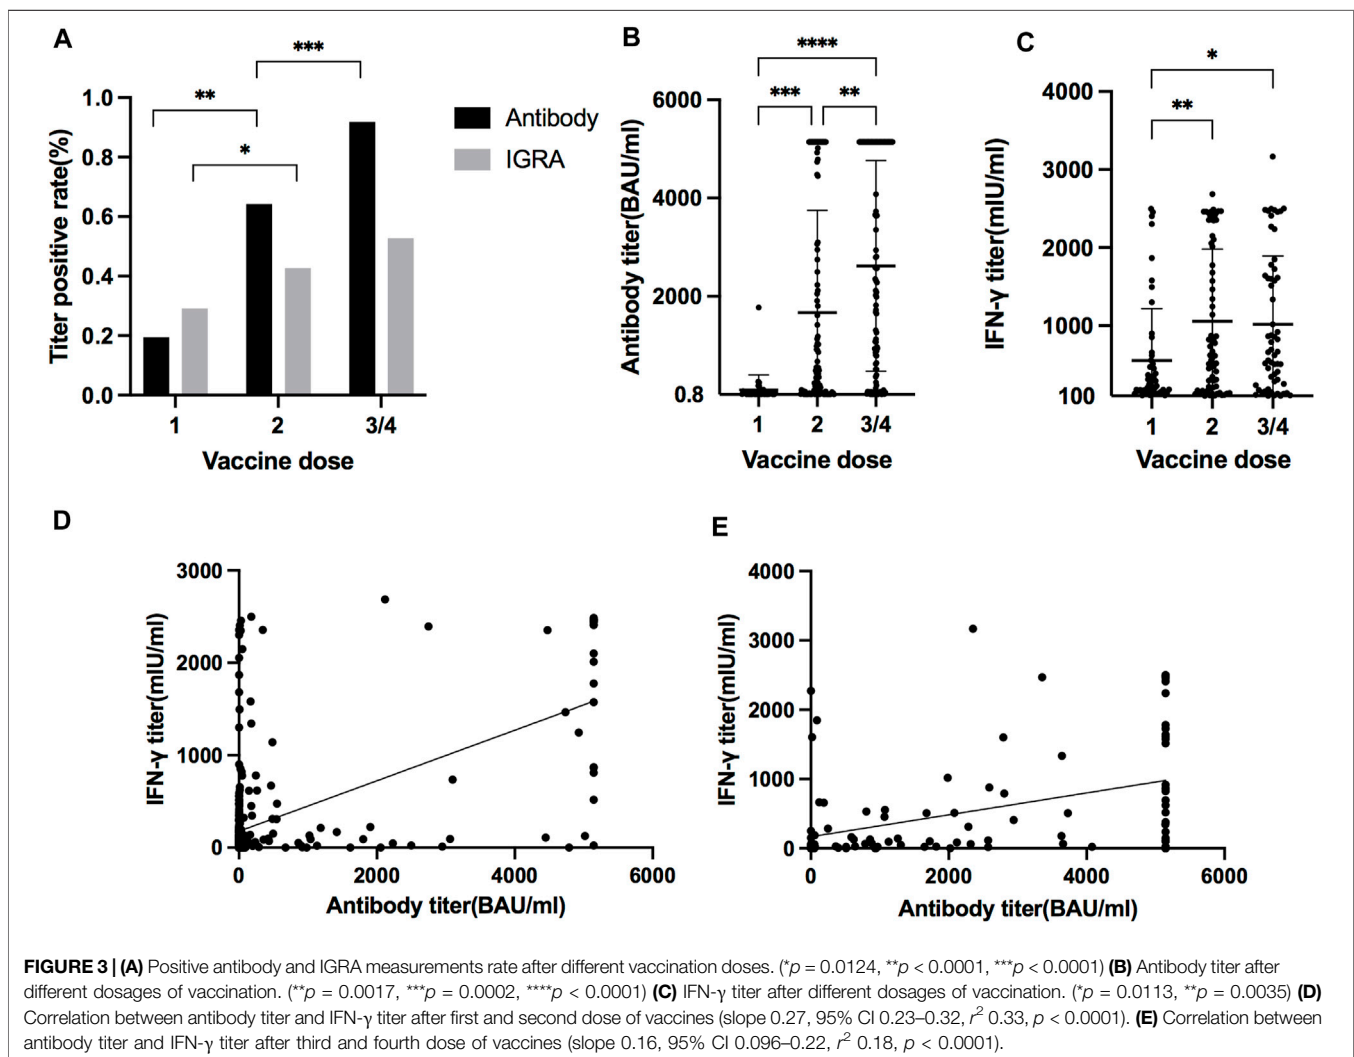 A
***
**
*
1.0
0.8
0.6
0.4
0.2
0.0
Titer positive rate(%)
1
2
3/4
Vaccine dose
Antibody
IGRA
B
****
***
**
6000
4000
2000
0.8
Antibody titer(BAU/ml)
1
2
3/4
Vaccine dose
C
*
**
4000
3000
2000
1000
100
IFN-γ titer(mIU/ml)
1
2
3/4
Vaccine dose
D
3000
2000
1000
0
IFN-γ titer(mIU/ml)
0
2000
4000
6000
Antibody titer(BAU/ml)
E
4000
3000
2000
1000
0
IFN-γ titer(mIU/ml)
0
2000
4000
6000
Antibody titer(BAU/ml)
FIGURE 3 | (A) Positive antibody and IGRA measurements rate after different vaccination doses. (*p = 0.0124, **p < 0.0001, ***p < 0.0001) (B) Antibody titer after
different dosages of vaccination. (**p = 0.0017, ***p = 0.0002, ****p < 0.0001) (C) IFN-γ titer after different dosages of vaccination. (*p = 0.0113, **p = 0.0035) (D)
Correlation between antibody titer and IFN-γ titer after first and second dose of vaccines (slope 0.27, 95% CI 0.23–0.32, r² 0.33, p < 0.0001). (E) Correlation between
antibody titer and IFN-γ titer after third and fourth dose of vaccines (slope 0.16, 95% CI 0.096–0.22, r² 0.18, p < 0.0001).